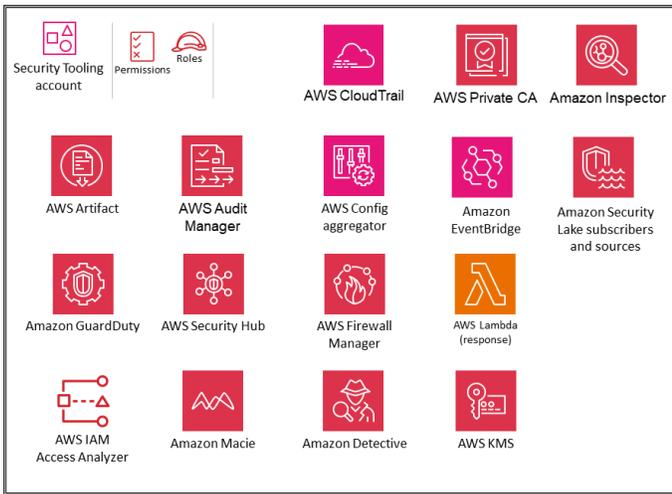 Security Tooling
account
Permissions
Roles
AWS CloudTrail
AWS Private CA
Amazon Inspector
AWS Artifact
AWS Audit
Manager
AWS Config
aggregator
Amazon
EventBridge
Amazon Security
Lake subscribers
and sources
Amazon GuardDuty
AWS Security Hub
AWS Firewall
Manager
AWS Lambda
(response)
AWS IAM
Access Analyzer
Amazon Macie
Amazon Detective
AWS KMS